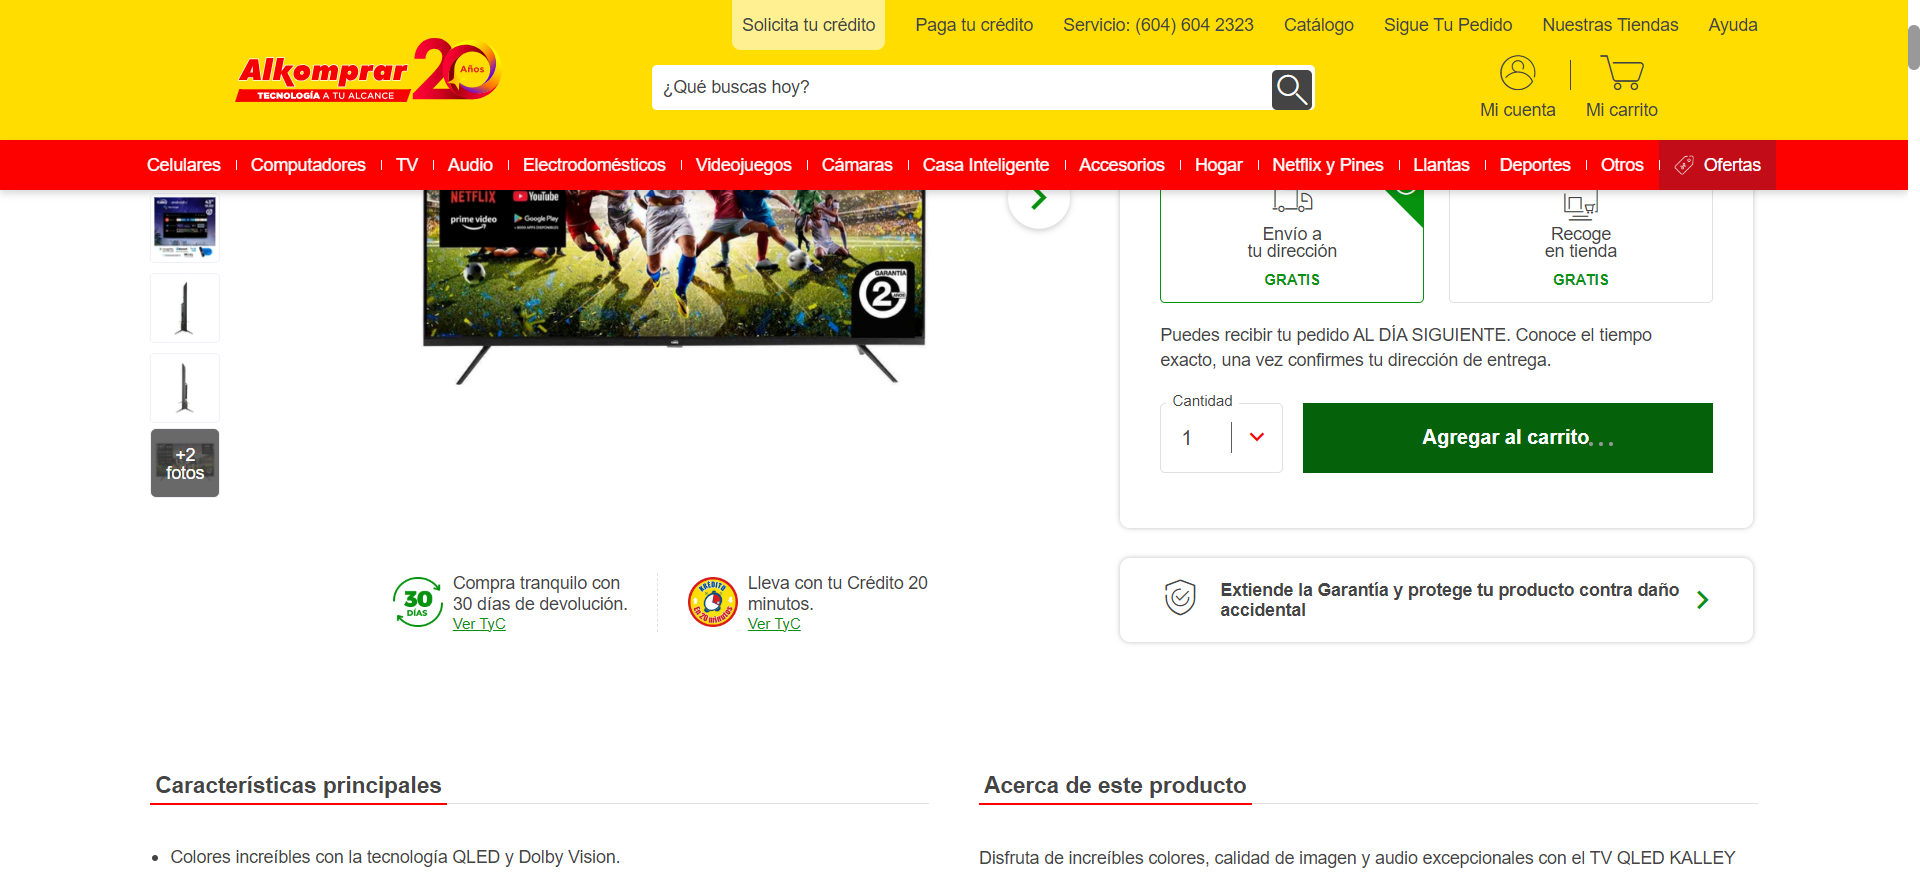 Solicita tu crédito
Paga tu crédito
Servicio: (604) 604 2323
Catálogo
Sigue Tu Pedido
Nuestras Tiendas
Ayuda
Alkomprar 20 Años
TECNOLOGÍA A TU ALCANCE
¿Qué buscas hoy?
Mi cuenta
Mi carrito
Celulares
Computadores
TV
Audio
Electrodomésticos
Videojuegos
Cámaras
Casa Inteligente
Accesorios
Hogar
Netflix y Pines
Llantas
Deportes
Otros
Ofertas
NETFLIX
YouTube
prime video
Google Play
GARANTÍA
2
+2
fotos
Envío a
tu dirección
GRATIS
Recoge
en tienda
GRATIS
Puedes recibir tu pedido AL DÍA SIGUIENTE. Conoce el tiempo
exacto, una vez confirmes tu dirección de entrega.
Cantidad
1
Agregar al carrito...
30
DÍAS
Compra tranquilo con
30 días de devolución.
Ver TyC
KRÉDITO
En 20 minutos
Lleva con tu Crédito 20
minutos.
Ver TyC
Extiende la Garantía y protege tu producto contra daño
accidental
Características principales
Acerca de este producto
Colores increíbles con la tecnología QLED y Dolby Vision.
Disfruta de increíbles colores, calidad de imagen y audio excepcionales con el TV QLED KALLEY